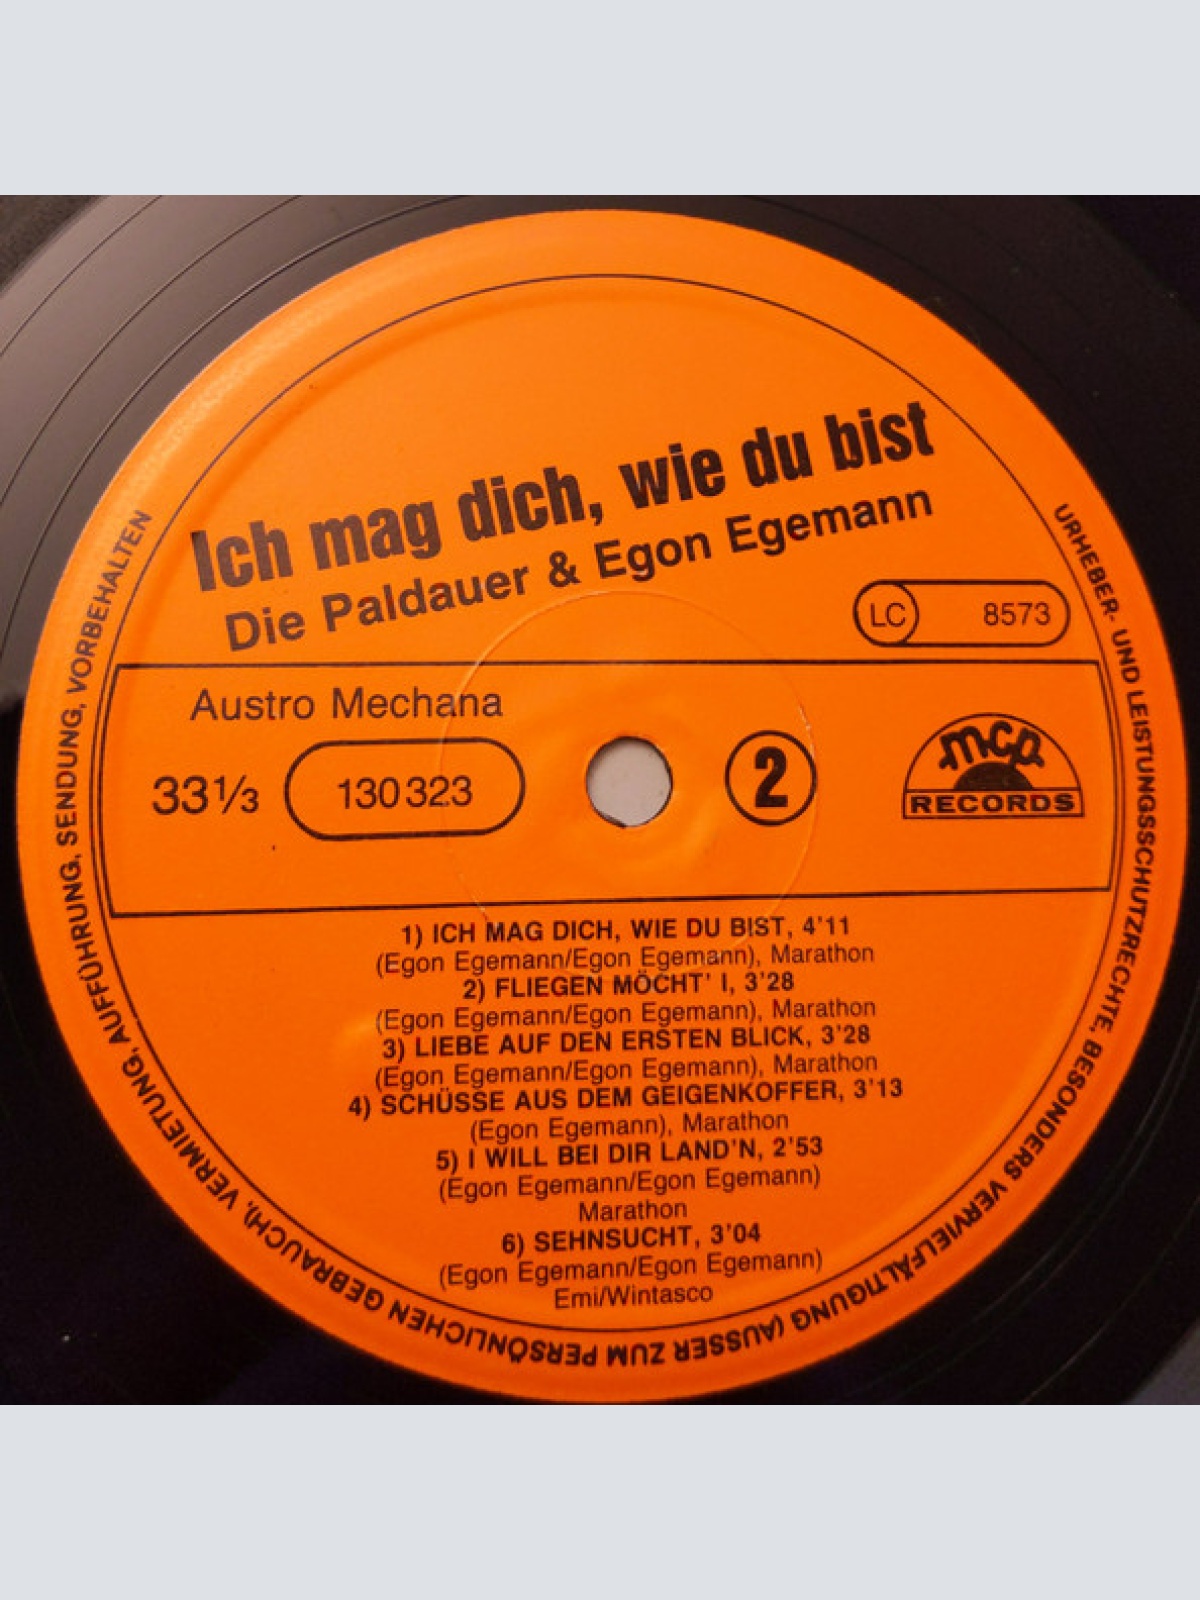 Ich mag dich, wie du bist
Die Paldauer & Egon Egemann
LC 8573
Austro Mechana
33⅓ 130323 2
mcp
RECORDS
1) ICH MAG DICH, WIE DU BIST, 4'11
(Egon Egemann/Egon Egemann), Marathon
2) FLIEGEN MÖCHT' I, 3'28
(Egon Egemann/Egon Egemann), Marathon
3) LIEBE AUF DEN ERSTEN BLICK, 3'28
(Egon Egemann/Egon Egemann), Marathon
4) SCHÜSSE AUS DEM GEIGENKOFFER, 3'13
(Egon Egemann), Marathon
5) I WILL BEI DIR LAND'N, 2'53
(Egon Egemann/Egon Egemann)
Marathon
6) SEHNSUCHT, 3'04
(Egon Egemann/Egon Egemann)
Emi/Wintasco
URHEBER- UND LEISTUNGSSCHUTZRECHTE, BESONDERS VERVIELFÄLTIGUNG (AUSSER ZUM PERSÖNLICHEN GEBRAUCH), VERMIETUNG, AUFFÜHRUNG, SENDUNG, VORBEHALTEN